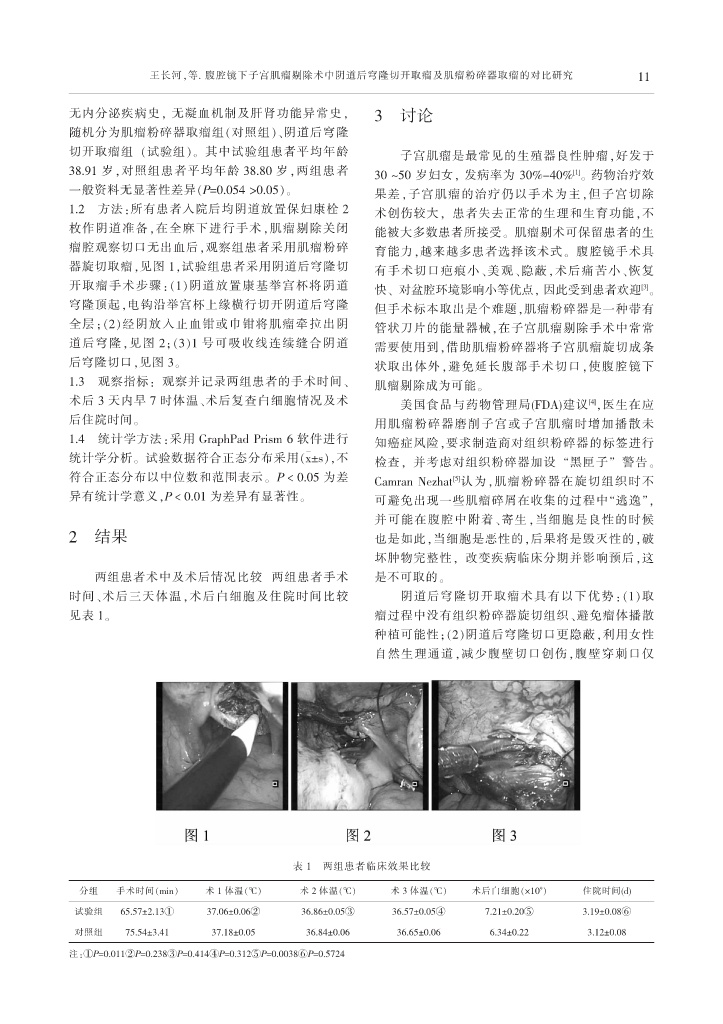 王长河,等. 腹腔镜下子宫肌瘤剔除术中阴道后穹隆切开取瘤及肌瘤粉碎器取瘤的对比研究
11
无内分泌疾病史, 无凝血机制及肝肾功能异常史,
随机分为肌瘤粉碎器取瘤组(对照组)、阴道后穹隆
切开取瘤组 (试验组)。其中试验组患者平均年龄
38.91 岁,对照组患者平均年龄 38.80 岁,两组患者
一般资料无显著性差异(P=0.054 >0.05)。
1.2 方法:所有患者入院后均阴道放置保妇康栓 2
枚作阴道准备,在全麻下进行手术,肌瘤剔除关闭
瘤腔观察切口无出血后,观察组患者采用肌瘤粉碎
器旋切取瘤,见图 1,试验组患者采用阴道后穹隆切
开取瘤手术步骤:(1)阴道放置康基举宫杯将阴道
穹隆顶起,电钩沿举宫杯上缘横行切开阴道后穹隆
全层;(2)经阴放入止血钳或巾钳将肌瘤牵拉出阴
道后穹隆,见图 2;(3)1 号可吸收线连续缝合阴道
后穹隆切口,见图 3。
1.3 观察指标: 观察并记录两组患者的手术时间、
术后 3 天内早 7 时体温、术后复查白细胞情况及术
后住院时间。
1.4 统计学方法:采用 GraphPad Prism 6 软件进行
统计学分析。试验数据符合正态分布采用(x̄±s),不
符合正态分布以中位数和范围表示。P < 0.05 为差
异有统计学意义,P < 0.01 为差异有显著性。
2 结果
两组患者术中及术后情况比较 两组患者手术
时间、术后三天体温,术后白细胞及住院时间比较
见表 1。
3 讨论
子宫肌瘤是最常见的生殖器良性肿瘤,好发于
30 ~50 岁妇女, 发病率为 30%–40%[1]。药物治疗效
果差,子宫肌瘤的治疗仍以手术为主,但子宫切除
术创伤较大, 患者失去正常的生理和生育功能,不
能被大多数患者所接受。肌瘤剔术可保留患者的生
育能力,越来越多患者选择该术式。腹腔镜手术具
有手术切口疤痕小、美观、隐蔽,术后痛苦小、恢复
快、 对盆腔环境影响小等优点, 因此受到患者欢迎[3]。
但手术标本取出是个难题,肌瘤粉碎器是一种带有
管状刀片的能量器械,在子宫肌瘤剔除手术中常常
需要使用到,借助肌瘤粉碎器将子宫肌瘤旋切成条
状取出体外,避免延长腹部手术切口,使腹腔镜下
肌瘤剔除成为可能。
美国食品与药物管理局(FDA)建议[4],医生在应
用肌瘤粉碎器磨削子宫或子宫肌瘤时增加播散未
知癌症风险,要求制造商对组织粉碎器的标签进行
检查, 并考虑对组织粉碎器加设 “黑匣子” 警告。
Camran Nezhat[5]认为,肌瘤粉碎器在旋切组织时不
可避免出现一些肌瘤碎屑在收集的过程中“逃逸”,
并可能在腹腔中附着、寄生,当细胞是良性的时候
也是如此,当细胞是恶性的,后果将是毁灭性的,破
坏肿物完整性, 改变疾病临床分期并影响预后,这
是不可取的。
阴道后穹隆切开取瘤术具有以下优势:(1)取
瘤过程中没有组织粉碎器旋切组织、避免瘤体播散
种植可能性;(2)阴道后穹隆切口更隐蔽,利用女性
自然生理通道,减少腹壁切口创伤,腹壁穿刺口仅
图 1 图 2 图 3
表 1 两组患者临床效果比较
分组 手术时间(min) 术 1 体温(℃) 术 2 体温(℃) 术 3 体温(℃) 术后白细胞(×10⁹) 住院时间(d)
试验组 65.57±2.13① 37.06±0.06② 36.86±0.05③ 36.57±0.05④ 7.21±0.20⑤ 3.19±0.08⑥
对照组 75.54±3.41 37.18±0.05 36.84±0.06 36.65±0.06 6.34±0.22 3.12±0.08
注:①P=0.011②P=0.238③P=0.414④P=0.312⑤P=0.0038⑥P=0.5724